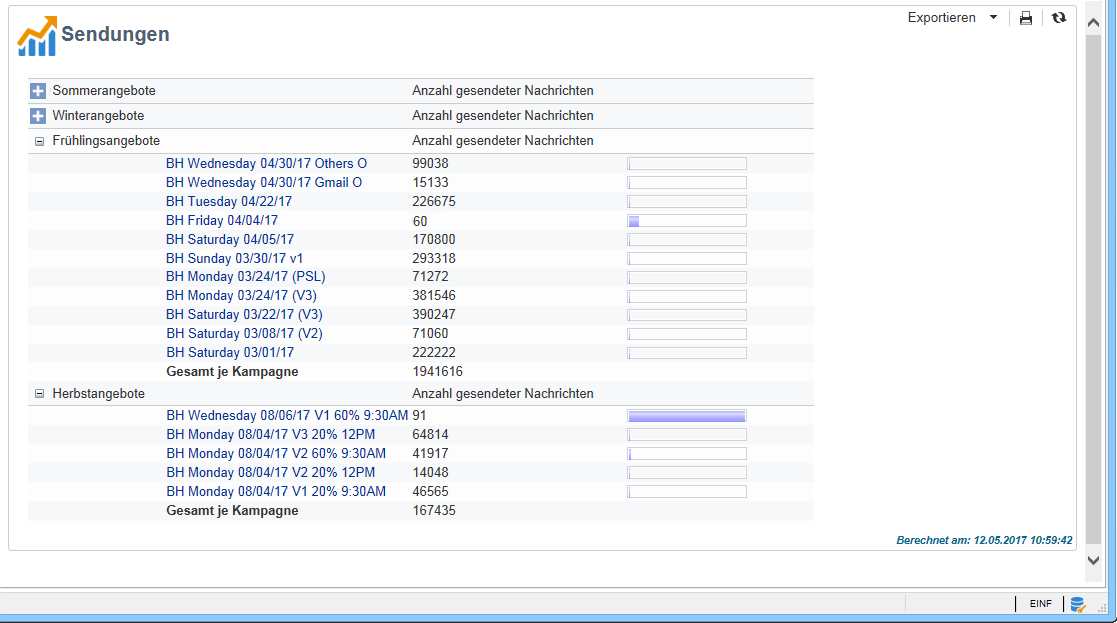 Exportieren
Sendungen
Sommerangebote Anzahl gesendeter Nachrichten
Winterangebote Anzahl gesendeter Nachrichten
Frühlingsangebote Anzahl gesendeter Nachrichten
BH Wednesday 04/30/17 Others O 99038
BH Wednesday 04/30/17 Gmail O 15133
BH Tuesday 04/22/17 226675
BH Friday 04/04/17 60
BH Saturday 04/05/17 170800
BH Sunday 03/30/17 v1 293318
BH Monday 03/24/17 (PSL) 71272
BH Monday 03/24/17 (V3) 381546
BH Saturday 03/22/17 (V3) 390247
BH Saturday 03/08/17 (V2) 71060
BH Saturday 03/01/17 222222
Gesamt je Kampagne 1941616
Herbstangebote Anzahl gesendeter Nachrichten
BH Wednesday 08/06/17 V1 60% 9:30AM 91
BH Monday 08/04/17 V3 20% 12PM 64814
BH Monday 08/04/17 V2 60% 9:30AM 41917
BH Monday 08/04/17 V2 20% 12PM 14048
BH Monday 08/04/17 V1 20% 9:30AM 46565
Gesamt je Kampagne 167435
Berechnet am: 12.05.2017 10:59:42
EINF